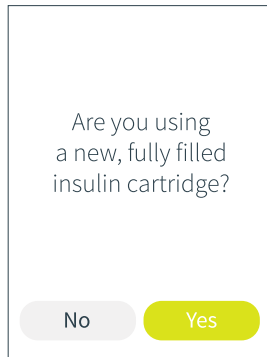 Are you using
a new, fully filled
insulin cartridge?
No
Yes